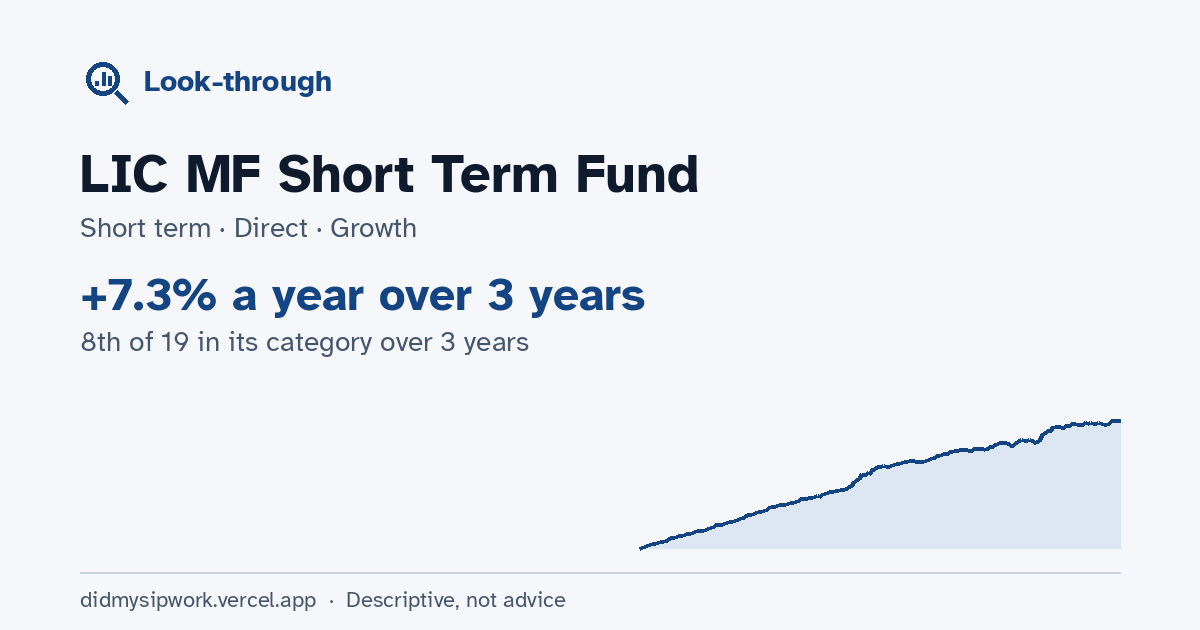 Look-through
LIC MF Short Term Fund
Short term · Direct · Growth
+7.3% a year over 3 years
8th of 19 in its category over 3 years
didmysipwork.vercel.app · Descriptive, not advice